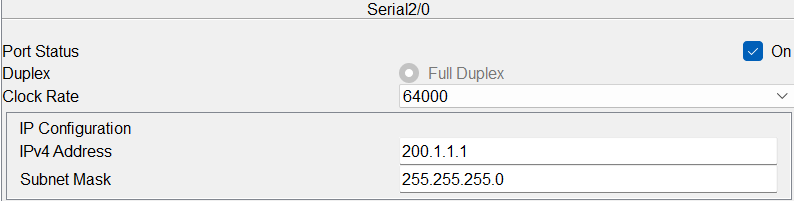 Serial2/0
Port Status On
Duplex Full Duplex
Clock Rate 64000
IP Configuration
IPv4 Address 200.1.1.1
Subnet Mask 255.255.255.0